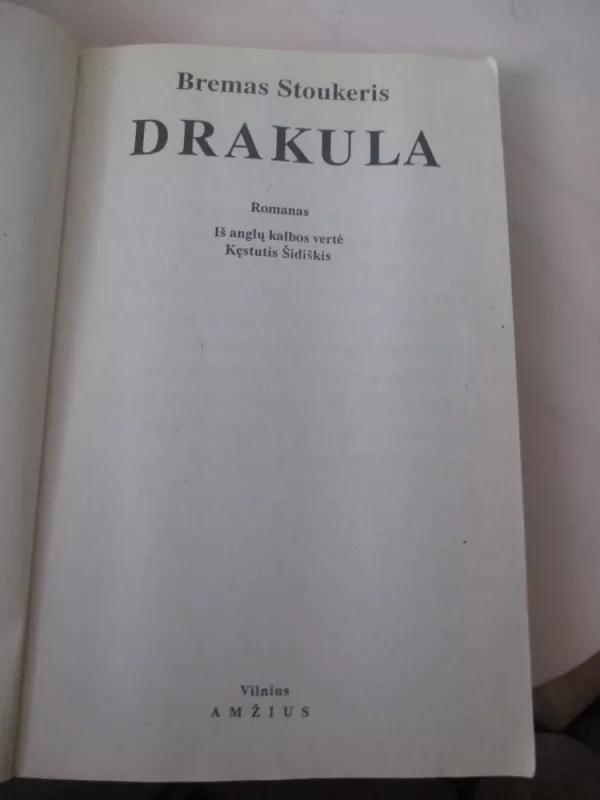 Bremas Stoukeris
DRAKULA
Romanas
Iš anglų kalbos vertė
Kęstutis Šidiškis
Vilnius
AMŽIUS